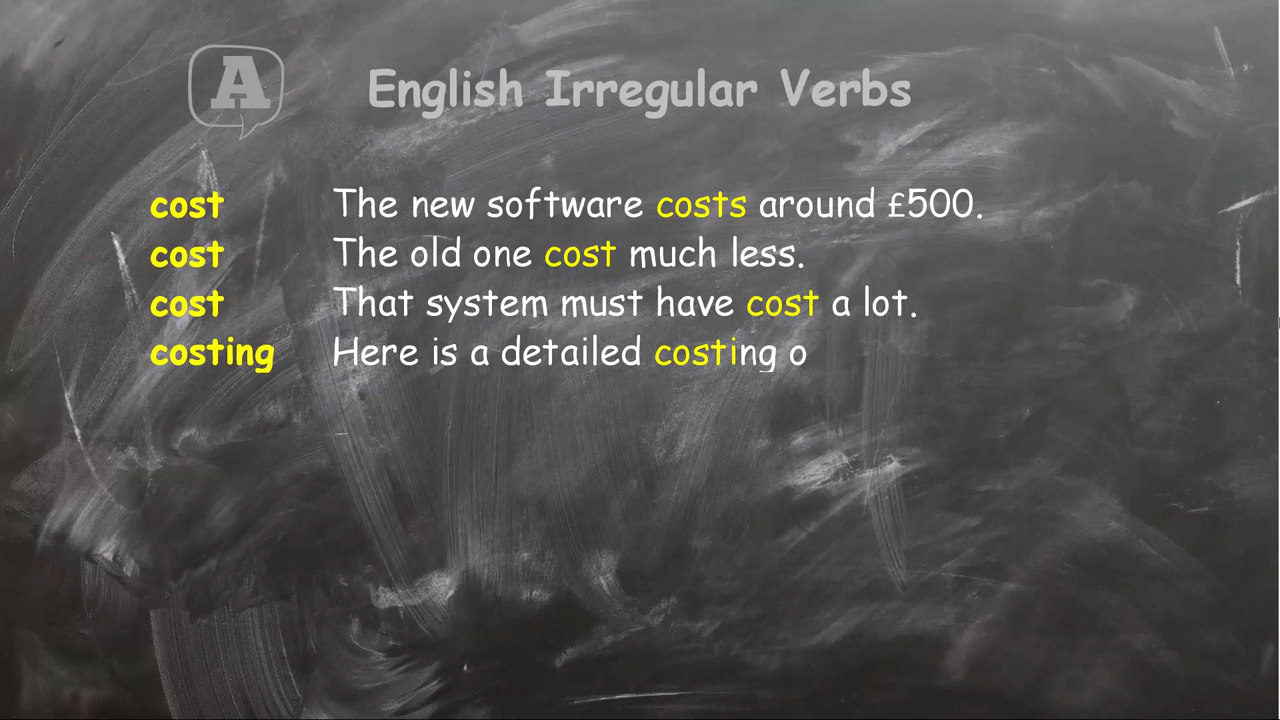 A English Irregular Verbs
cost The new software costs around £500.
cost The old one cost much less.
cost That system must have cost a lot.
costing Here is a detailed costing o